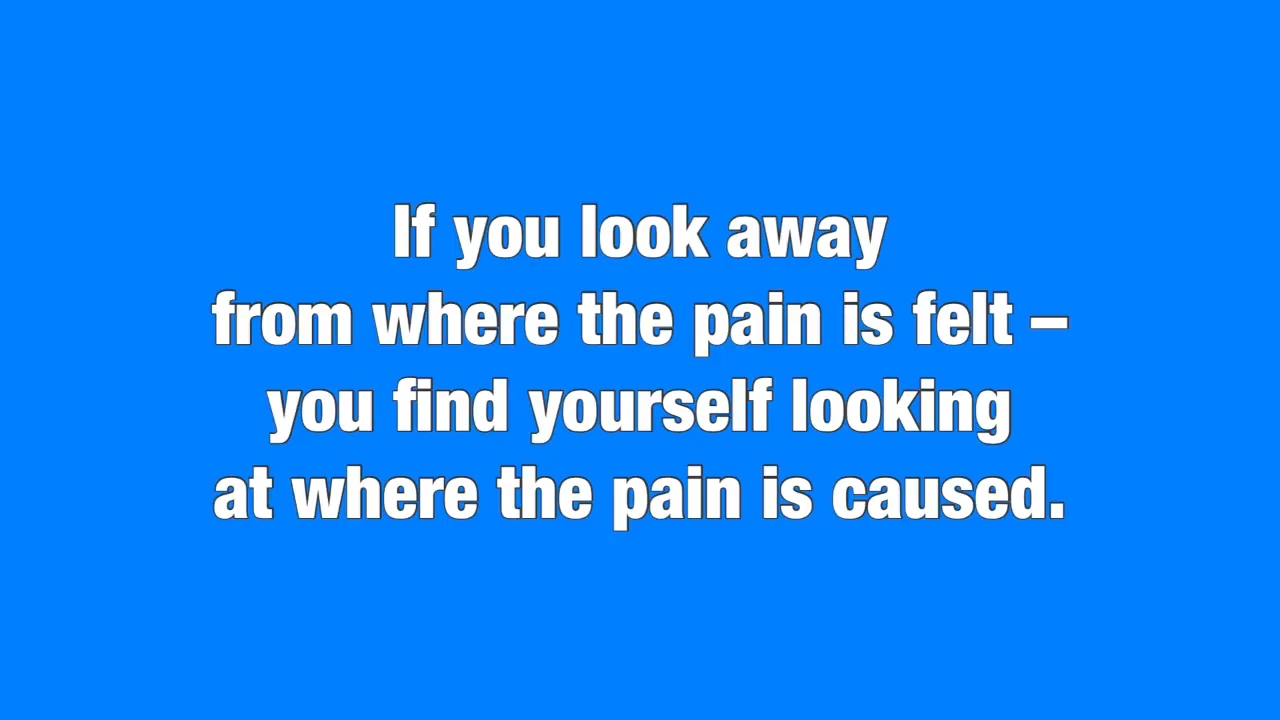 If you look away
from where the pain is felt –
you find yourself looking
at where the pain is caused.